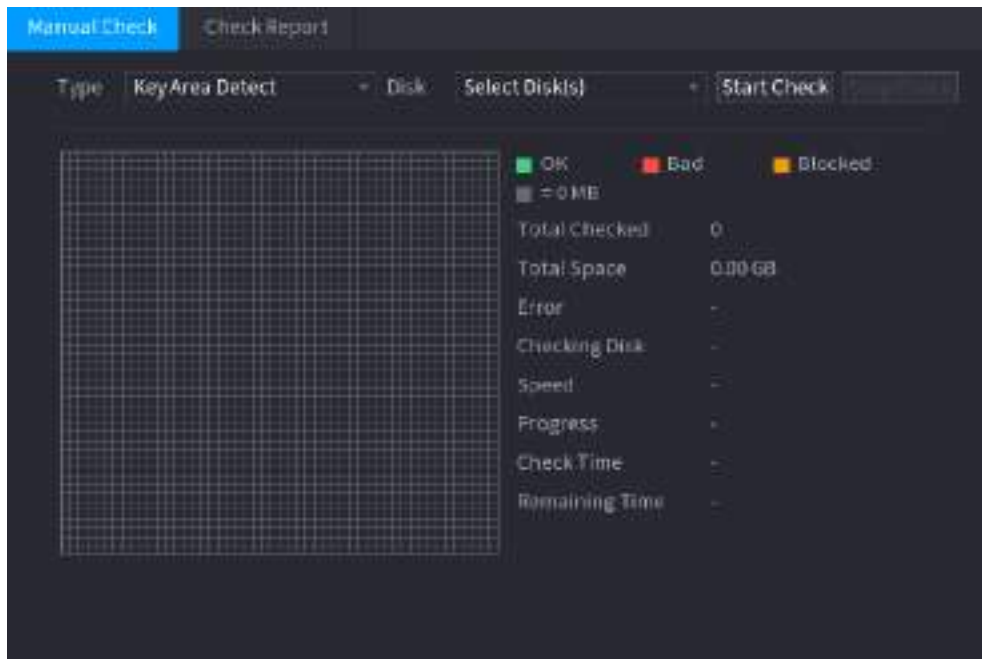 Manual Check Check Report
Type Key Area Detect Disk Select Disk(s) Start Check
OK Bad Blocked
= 0 MB
Total Checked 0
Total Space 0.00 GB
Error -
Checking Disk -
Speed -
Progress -
Check Time -
Remaining Time -